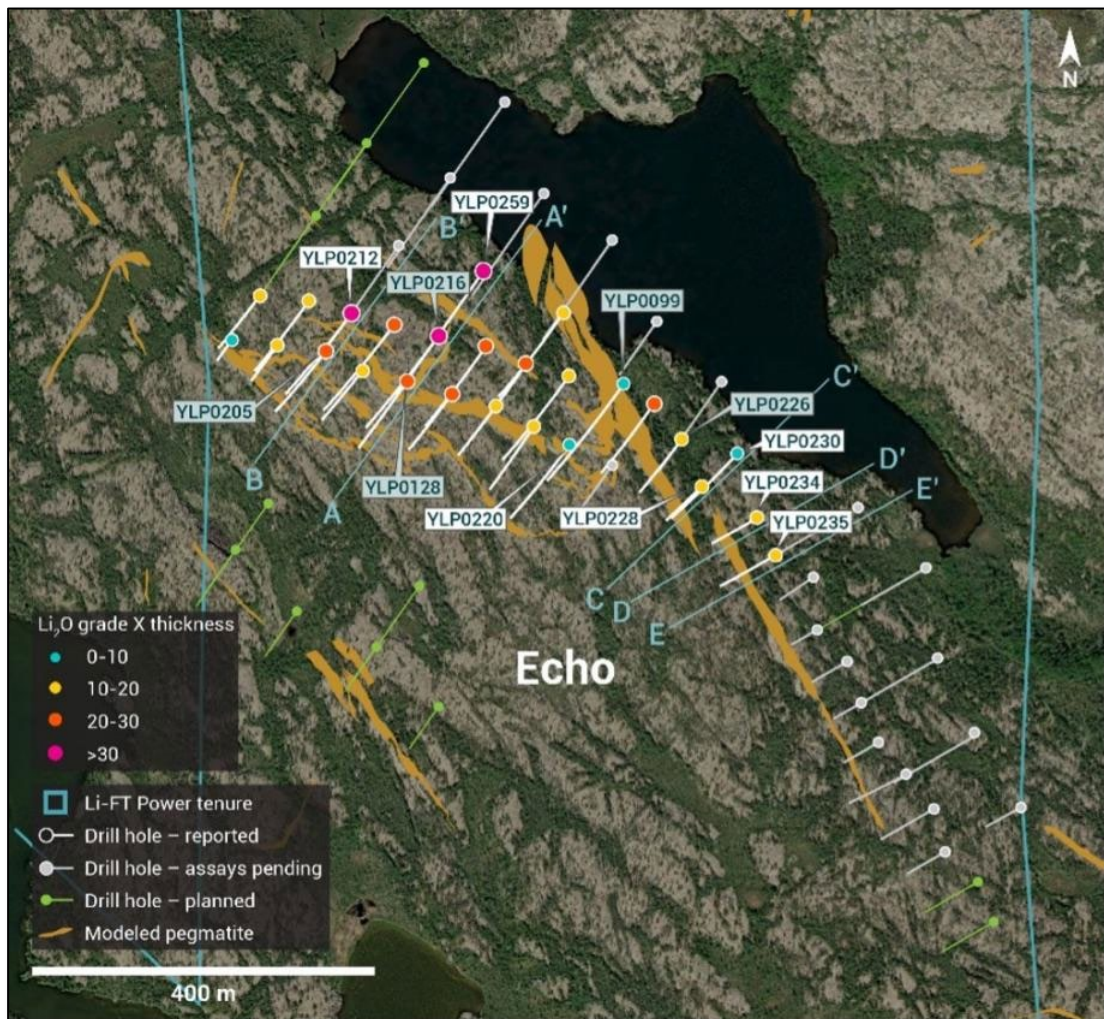 N
YLP0259
A'
B'
YLP0212
YLP0216
YLP0099
C'
YLP0205
YLP0226
YLP0230
D'
B
YLP0128
YLP0234
E'
A
YLP0220
YLP0228
YLP0235
C
D
E
Echo
Li₂O grade X thickness
0-10
10-20
20-30
>30
Li-FT Power tenure
Drill hole – reported
Drill hole – assays pending
Drill hole – planned
Modeled pegmatite
400 m